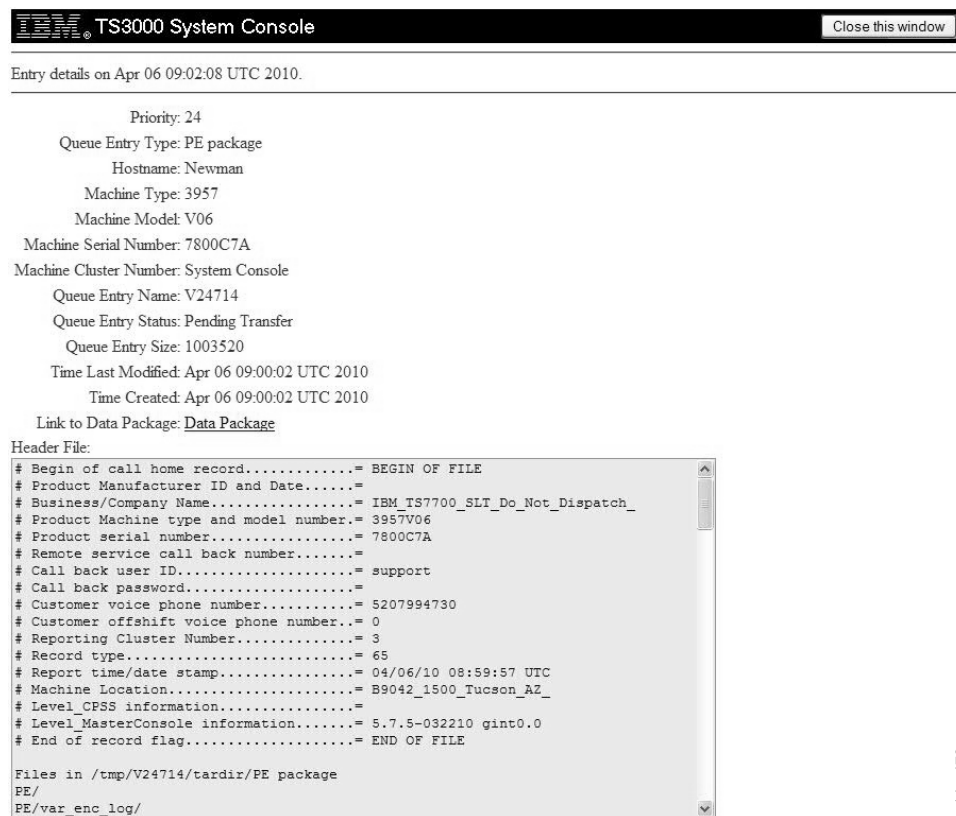 IBM® TS3000 System Console
Close this window
Entry details on Apr 06 09:02:08 UTC 2010.
Priority: 24
Queue Entry Type: PE package
Hostname: Newman
Machine Type: 3957
Machine Model: V06
Machine Serial Number: 7800C7A
Machine Cluster Number: System Console
Queue Entry Name: V24714
Queue Entry Status: Pending Transfer
Queue Entry Size: 1003520
Time Last Modified: Apr 06 09:00:02 UTC 2010
Time Created: Apr 06 09:00:02 UTC 2010
Link to Data Package: Data Package
Header File:
# Begin of call home record.............= BEGIN OF FILE
# Product Manufacturer ID and Date......=
# Business/Company Name.................= IBM_TS7700_SLT_Do_Not_Dispatch_
# Product Machine type and model number.= 3957V06
# Product serial number.................= 7800C7A
# Remote service call back number.......=
# Call back user ID.....................= support
# Call back password....................=
# Customer voice phone number...........= 5207994730
# Customer offshift voice phone number..= 0
# Reporting Cluster Number..............= 3
# Record type...........................= 65
# Report time/date stamp................= 04/06/10 08:59:57 UTC
# Machine Location......................= B9042_1500_Tucson_AZ_
# Level_CPSS information................=
# Level_MasterConsole information.......= 5.7.5-032210 gint0.0
# End of record flag....................= END OF FILE
Files in /tmp/V24714/tardir/PE package
PE/
PE/var_enc_log/